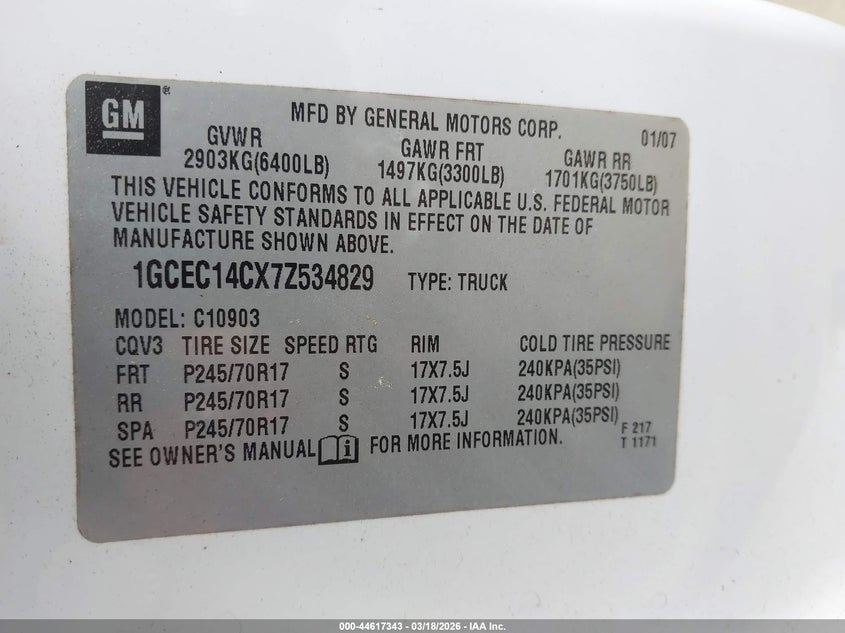 GM®
MFD BY GENERAL MOTORS CORP. 01/07
GVWR GAWR FRT GAWR RR
2903KG(6400LB) 1497KG(3300LB) 1701KG(3750LB)
THIS VEHICLE CONFORMS TO ALL APPLICABLE U.S. FEDERAL MOTOR
VEHICLE SAFETY STANDARDS IN EFFECT ON THE DATE OF
MANUFACTURE SHOWN ABOVE.
1GCEC14CX7Z534829 TYPE: TRUCK
MODEL: C10903
CQV3 TIRE SIZE SPEED RTG RIM COLD TIRE PRESSURE
FRT P245/70R17 S 17X7.5J 240KPA(35PSI)
RR P245/70R17 S 17X7.5J 240KPA(35PSI)
SPA P245/70R17 S 17X7.5J 240KPA(35PSI)
SEE OWNER'S MANUAL i FOR MORE INFORMATION.
F 217
T 1171
000-44617343 — 03/18/2026 — IAA Inc.